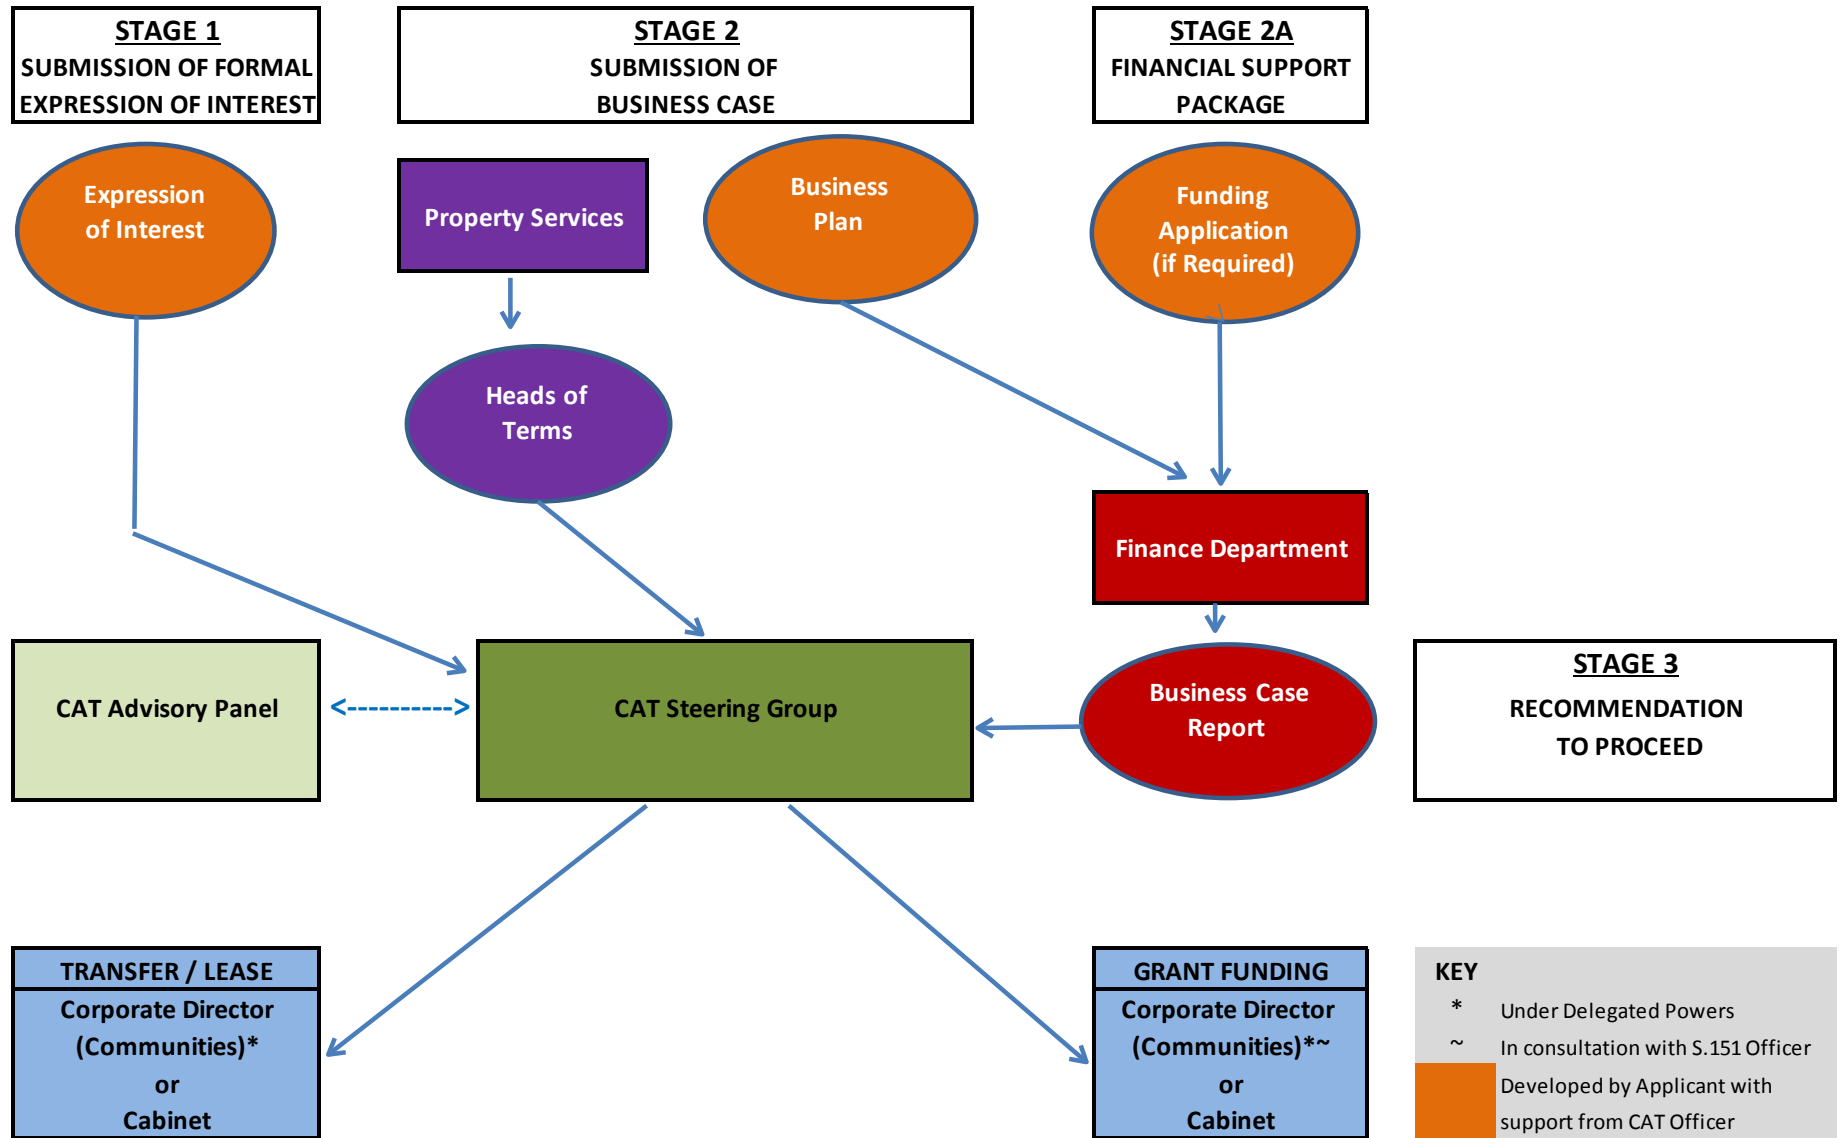 STAGE 1
SUBMISSION OF FORMAL
EXPRESSION OF INTEREST
STAGE 2
SUBMISSION OF
BUSINESS CASE
STAGE 2A
FINANCIAL SUPPORT
PACKAGE
Expression
of Interest
Property Services
Business
Plan
Funding
Application
(if Required)
Heads of
Terms
Finance Department
CAT Advisory Panel
<---------->
CAT Steering Group
Business Case
Report
STAGE 3
RECOMMENDATION
TO PROCEED
TRANSFER / LEASE
Corporate Director
(Communities)*
or
Cabinet
GRANT FUNDING
Corporate Director
(Communities)*~
or
Cabinet
KEY
* Under Delegated Powers
~ In consultation with S.151 Officer
Developed by Applicant with
support from CAT Officer